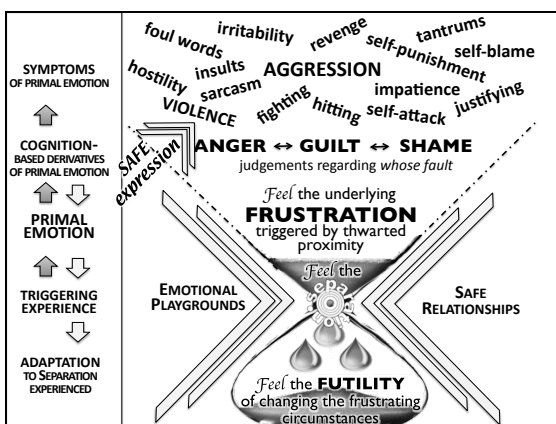 SYMPTOMS
OF PRIMAL EMOTION
COGNITION-
BASED DERIVATIVES
OF PRIMAL EMOTION
PRIMAL
EMOTION
TRIGGERING
EXPERIENCE
ADAPTATION
TO SEPARATION
EXPERIENCED
foul words
irritability
revenge
tantrums
self-punishment
self-blame
hostility
insults
AGGRESSION
sarcasm
impatience
VIOLENCE
fighting
hitting
self-attack
justifying
SAFE
expression
ANGER ↔ GUILT ↔ SHAME
judgements regarding whose fault
Feel the underlying
FRUSTRATION
triggered by thwarted
proximity
Feel the
separation
EMOTIONAL
PLAYGROUNDS
SAFE
RELATIONSHIPS
Feel the FUTILITY
of changing the frustrating
circumstances